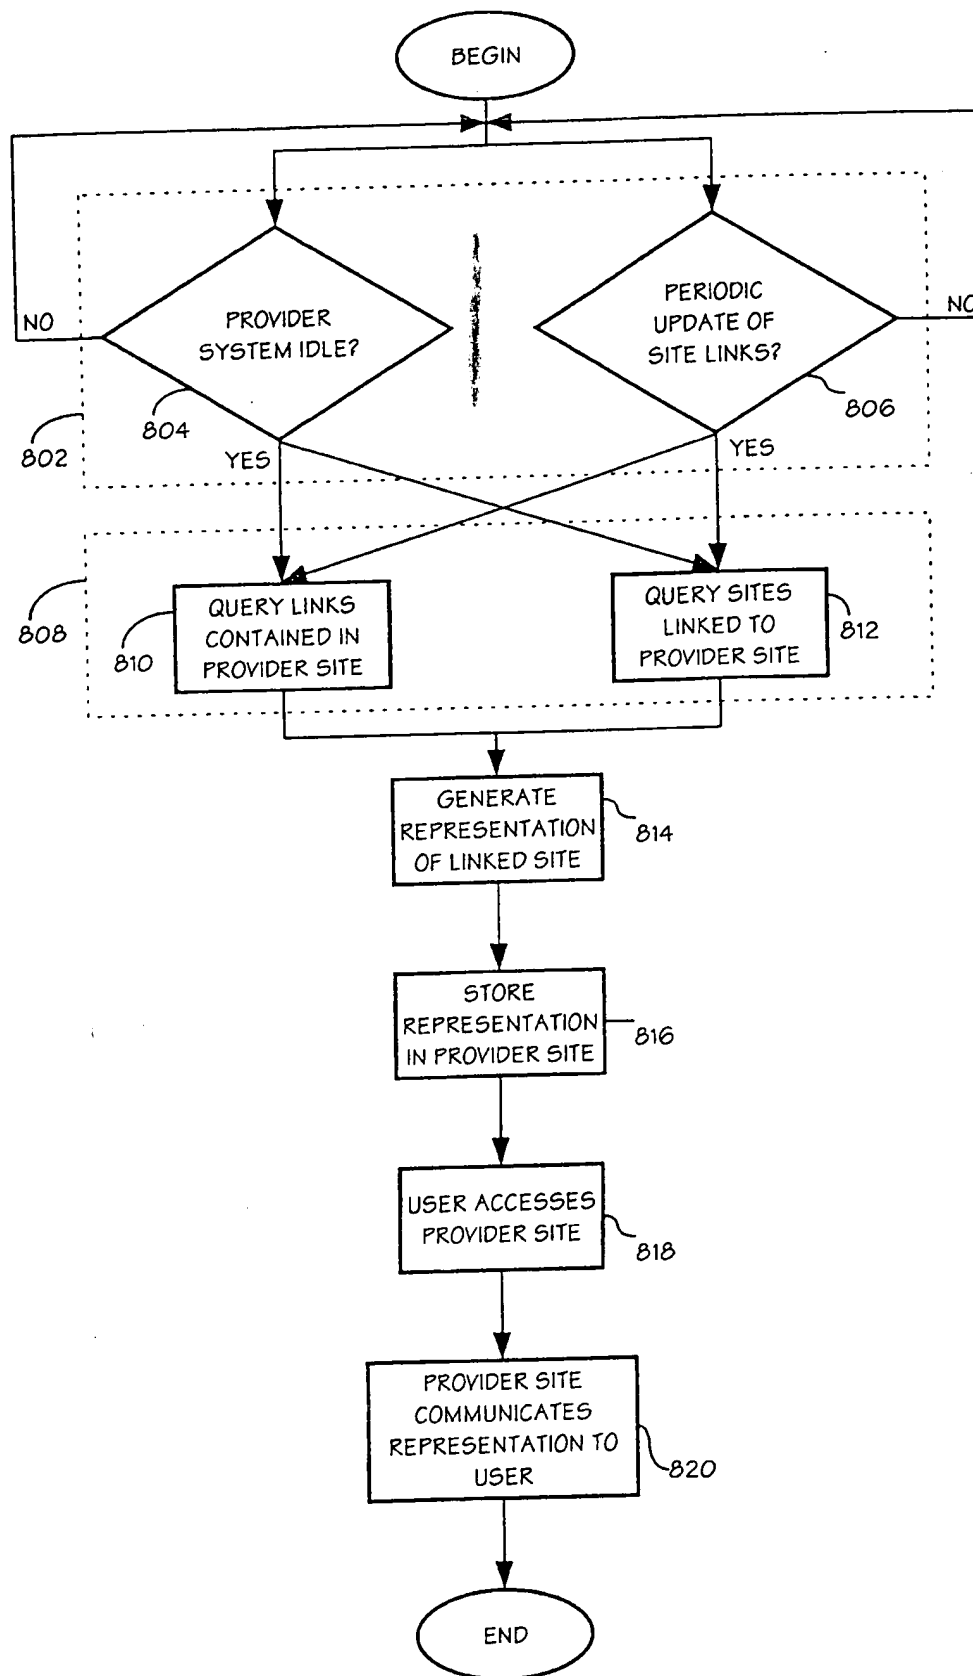 BEGIN
NO
PROVIDER
SYSTEM IDLE?
804
802
YES
PERIODIC
UPDATE OF
SITE LINKS?
NO
806
YES
808
810
QUERY LINKS
CONTAINED IN
PROVIDER SITE
QUERY SITES
LINKED TO
PROVIDER SITE
812
GENERATE
REPRESENTATION
OF LINKED SITE
814
STORE
REPRESENTATION
IN PROVIDER SITE
816
USER ACCESSES
PROVIDER SITE
818
PROVIDER SITE
COMMUNICATES
REPRESENTATION TO
USER
820
END